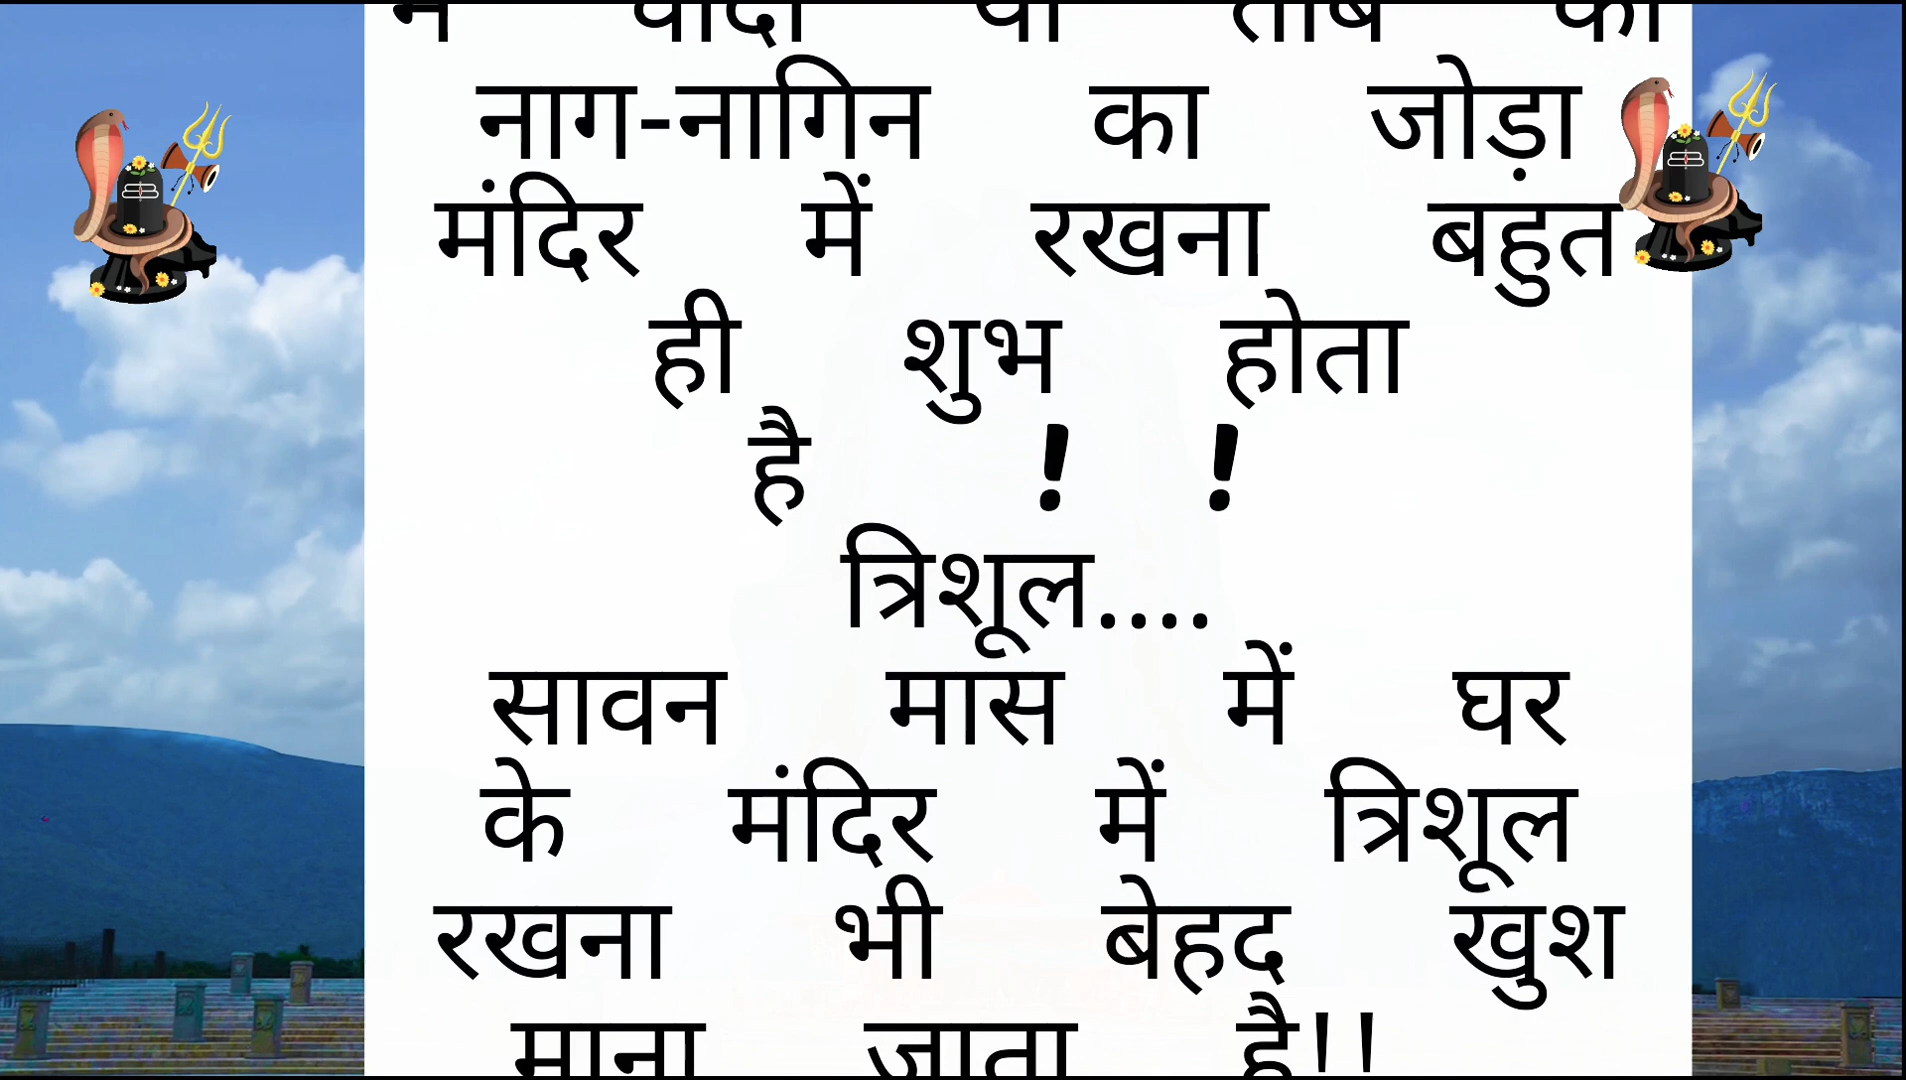 में चांदी या तांबे का
नाग-नागिन का जोड़ा
मंदिर में रखना बहुत
ही शुभ होता
है ! !
त्रिशूल....
सावन मास में घर
के मंदिर में त्रिशूल
रखना भी बेहद खुश
माना जाता है!!